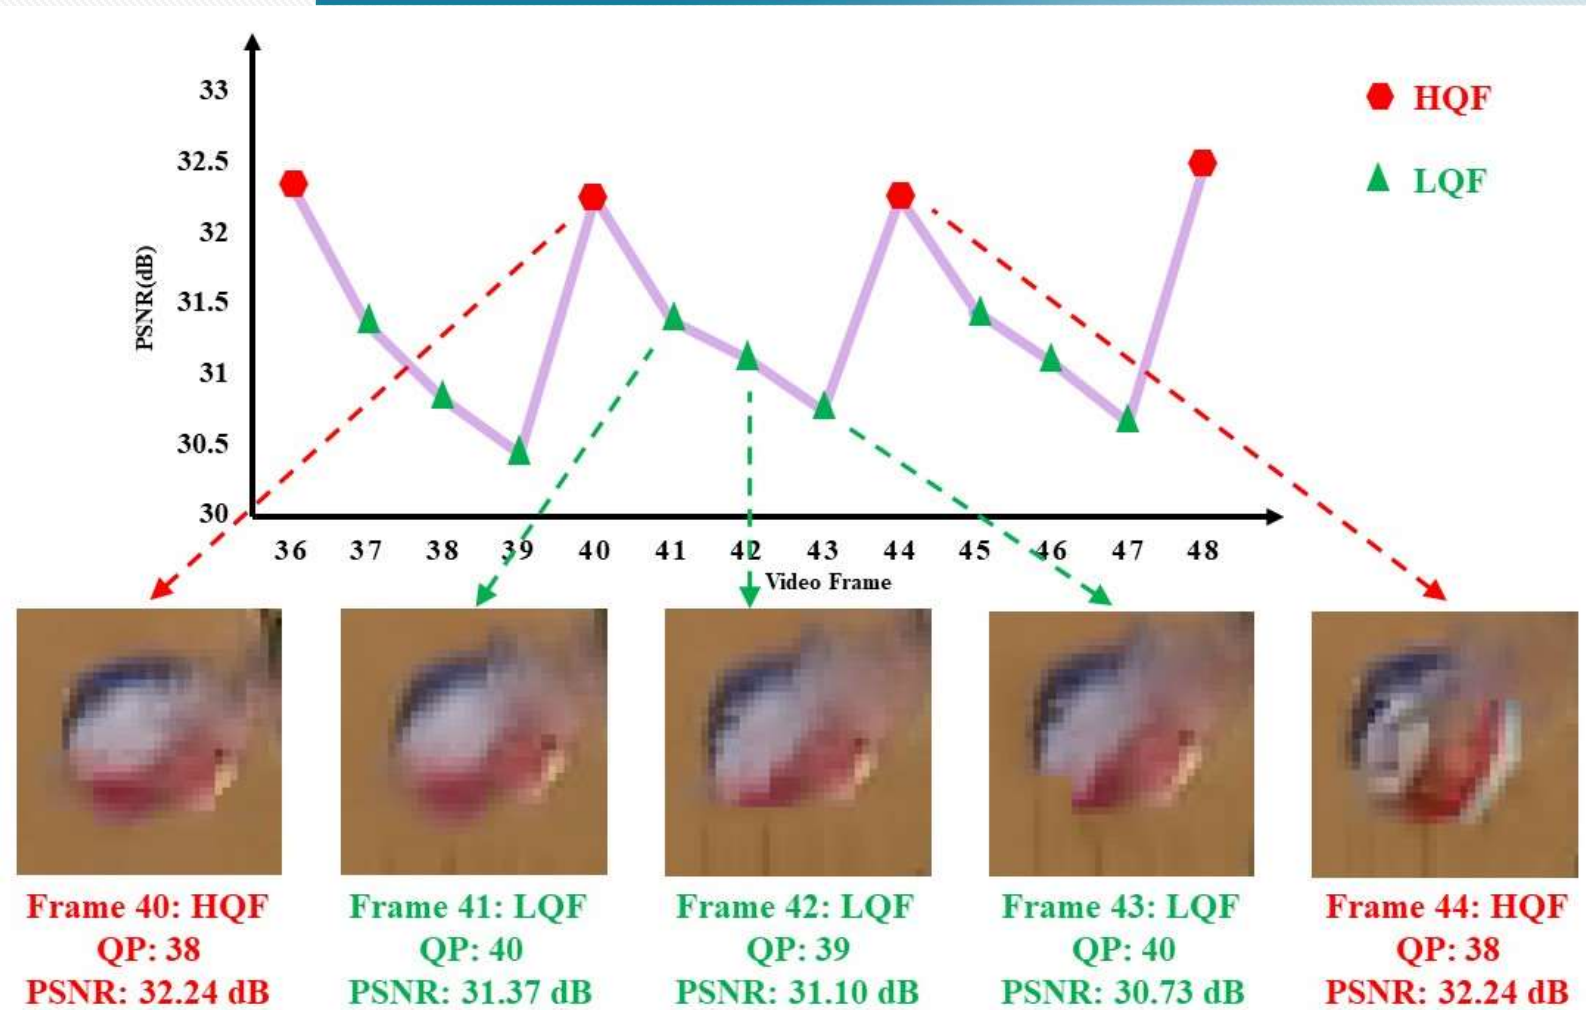 33
32.5
32
31.5
31
30.5
30
PSNR(dB)
HQF
LQF
36 37 38 39 40 41 42 43 44 45 46 47 48
Video Frame
Frame 40: HQF
QP: 38
PSNR: 32.24 dB
Frame 41: LQF
QP: 40
PSNR: 31.37 dB
Frame 42: LQF
QP: 39
PSNR: 31.10 dB
Frame 43: LQF
QP: 40
PSNR: 30.73 dB
Frame 44: HQF
QP: 38
PSNR: 32.24 dB